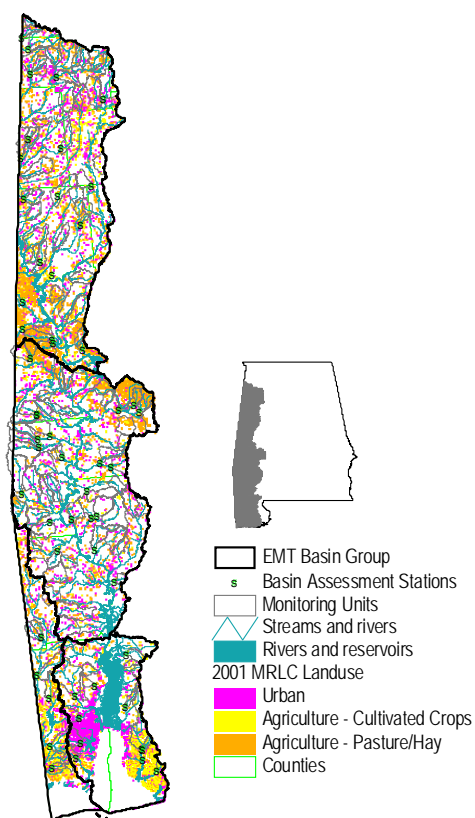 EMT Basin Group
s Basin Assessment Stations
Monitoring Units
Streams and rivers
Rivers and reservoirs
2001 MRLC Landuse
Urban
Agriculture - Cultivated Crops
Agriculture - Pasture/Hay
Counties